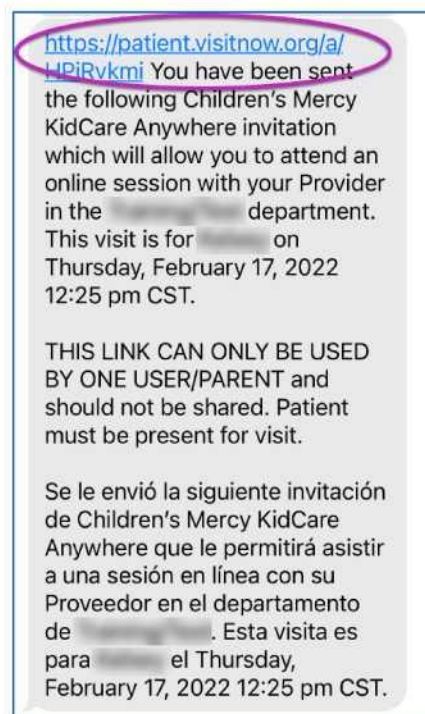 https://patient.visitnow.org/a/
HPiRvkmi You have been sent
the following Children's Mercy
KidCare Anywhere invitation
which will allow you to attend an
online session with your Provider
in the department.
This visit is for on
Thursday, February 17, 2022
12:25 pm CST.
THIS LINK CAN ONLY BE USED
BY ONE USER/PARENT and
should not be shared. Patient
must be present for visit.
Se le envió la siguiente invitación
de Children's Mercy KidCare
Anywhere que le permitirá asistir
a una sesión en línea con su
Proveedor en el departamento
de . Esta visita es
para el Thursday,
February 17, 2022 12:25 pm CST.